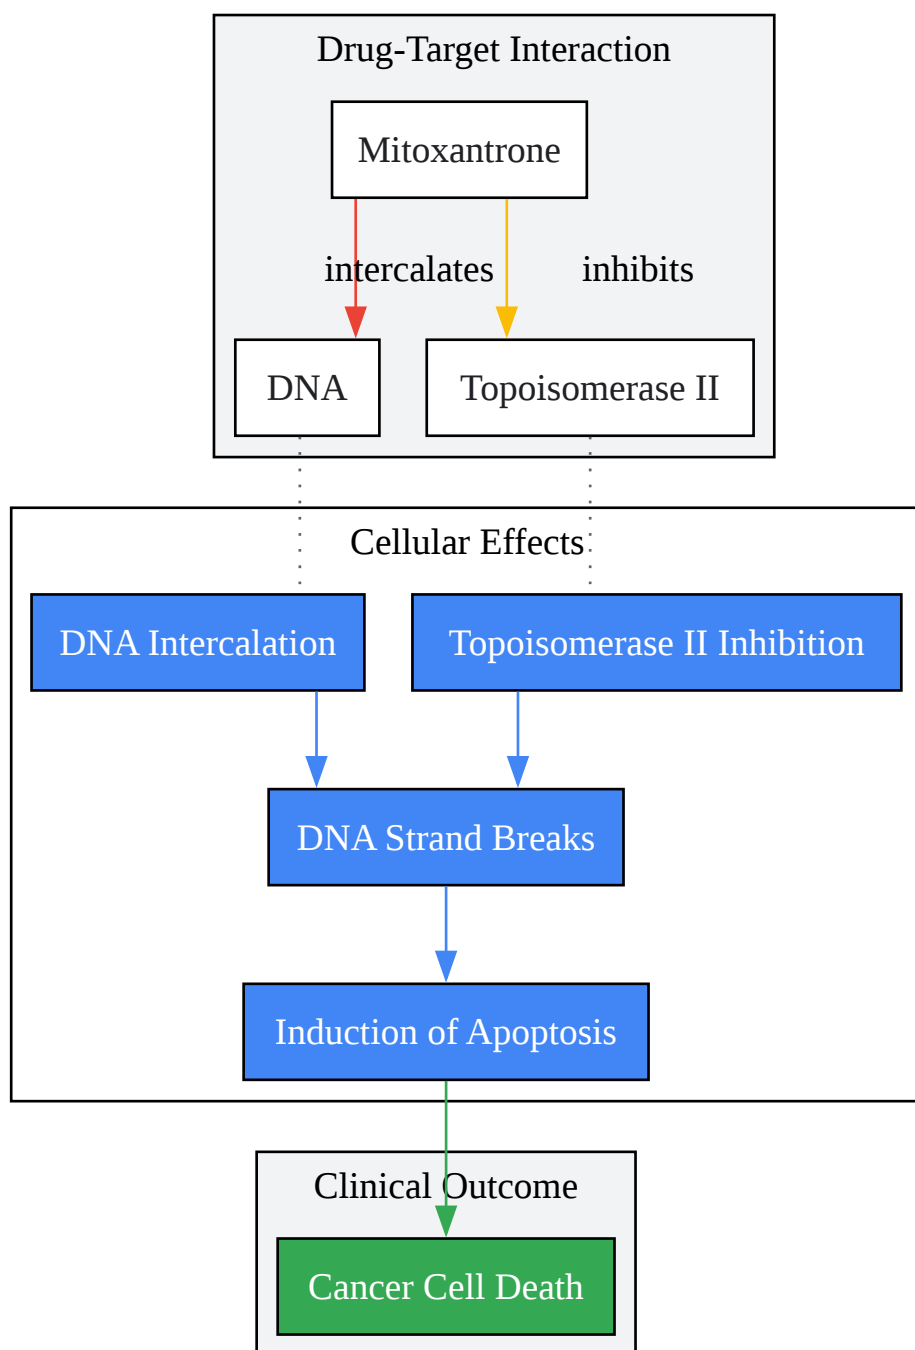 Drug-Target Interaction
Mitoxantrone
intercalates
inhibits
DNA
Topoisomerase II
Cellular Effects
DNA Intercalation
Topoisomerase II Inhibition
DNA Strand Breaks
Induction of Apoptosis
Clinical Outcome
Cancer Cell Death